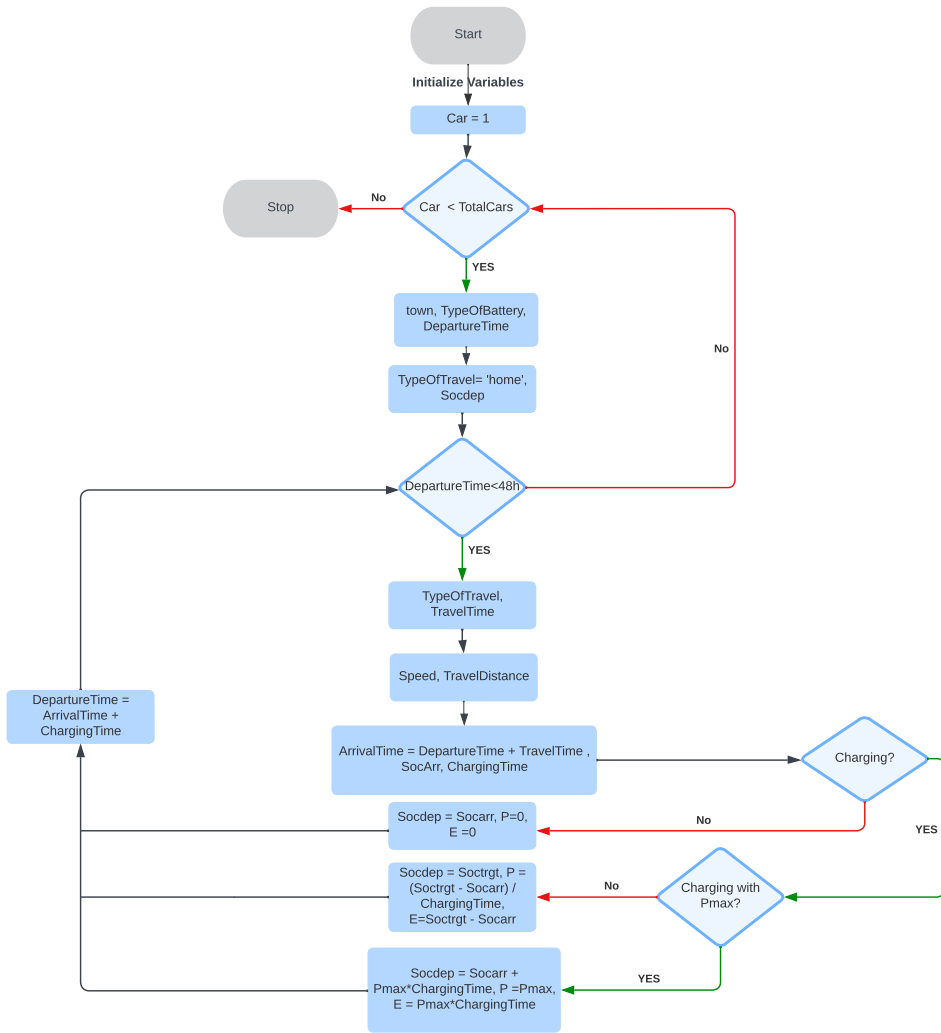 Start
Initialize Variables
Car = 1
Car  < TotalCars
No
Stop
YES
town, TypeOfBattery,
DepartureTime
No
TypeOfTravel= 'home',
Socdep
DepartureTime<48h
YES
TypeOfTravel,
TravelTime
Speed, TravelDistance
DepartureTime =
ArrivalTime +
ChargingTime
ArrivalTime = DepartureTime + TravelTime ,
SocArr, ChargingTime
Charging?
Socdep = Socarr, P=0,
E =0
No
YES
Socdep = Soctrgt, P =
(Soctrgt - Socarr) /
ChargingTime,
E=Soctrgt - Socarr
No
Charging with
Pmax?
Socdep = Socarr +
Pmax*ChargingTime, P =Pmax,
E = Pmax*ChargingTime
YES